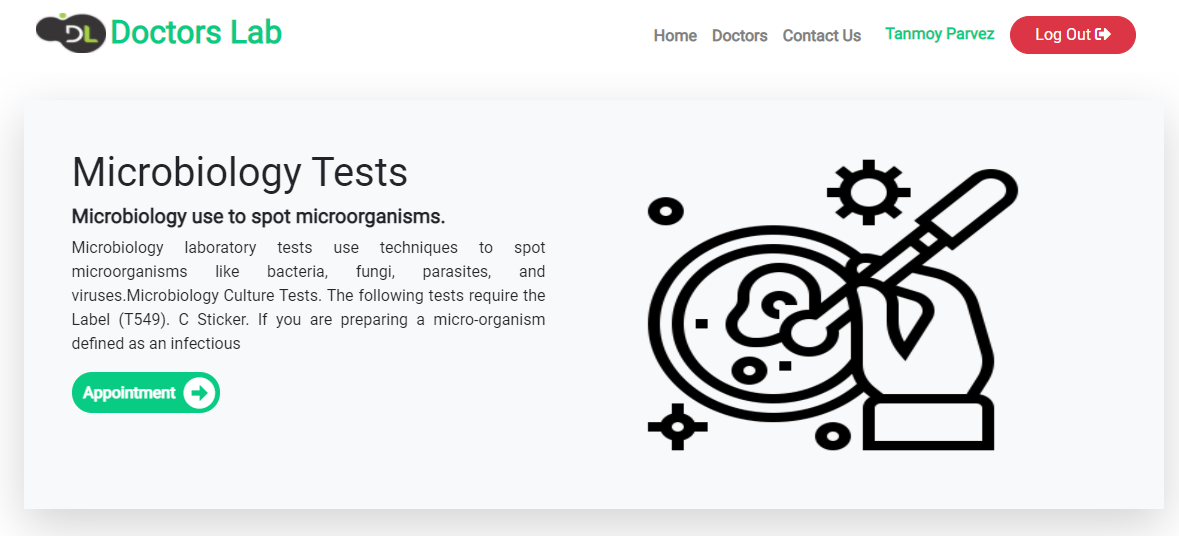 DL Doctors Lab
Home Doctors Contact Us Tanmoy Parvez Log Out
Microbiology Tests
Microbiology use to spot microorganisms.
Microbiology laboratory tests use techniques to spot
microorganisms like bacteria, fungi, parasites, and
viruses.Microbiology Culture Tests. The following tests require the
Label (T549). C Sticker. If you are preparing a micro-organism
defined as an infectious
Appointment